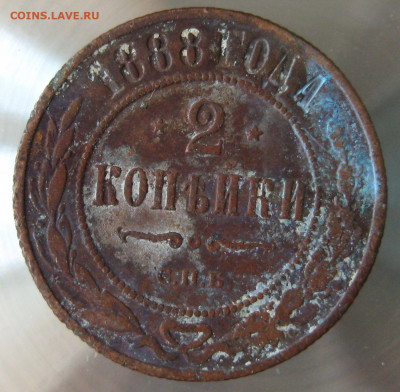 COINS.LAVE.RU
1888 ГОДА
2
КОПѢЙКИ
С.П.Б.